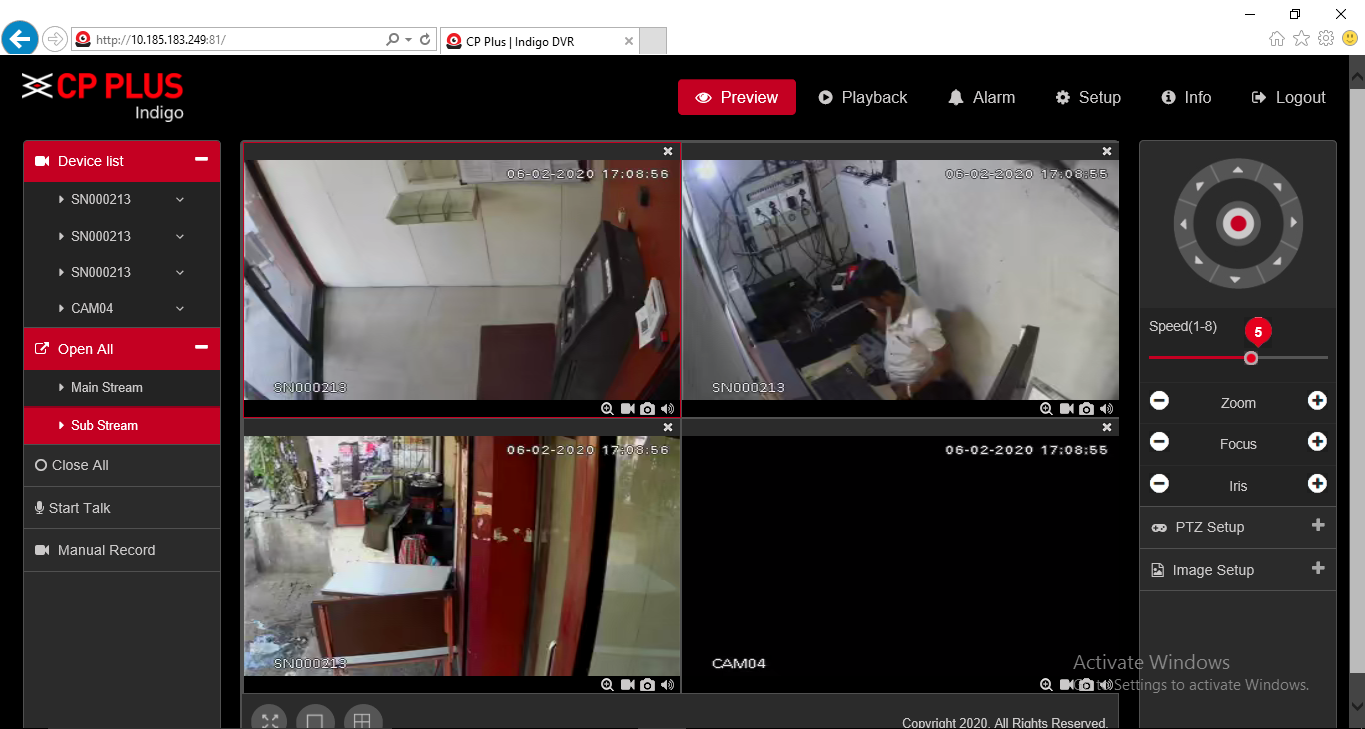 http://10.185.183.249:81/
CP Plus | Indigo DVR
CP PLUS
Indigo
Preview
Playback
Alarm
Setup
Info
Logout
Device list
SN000213
SN000213
SN000213
CAM04
Open All
Main Stream
Sub Stream
Close All
Start Talk
Manual Record
06-02-2020 17:08:56
SN000213
06-02-2020 17:08:55
SN000213
06-02-2020 17:08:56
SN000213
06-02-2020 17:08:55
CAM04
Speed(1-8)
5
Zoom
Focus
Iris
PTZ Setup
Image Setup
Activate Windows
Go to Settings to activate Windows.
Copyright 2020. All Rights Reserved.